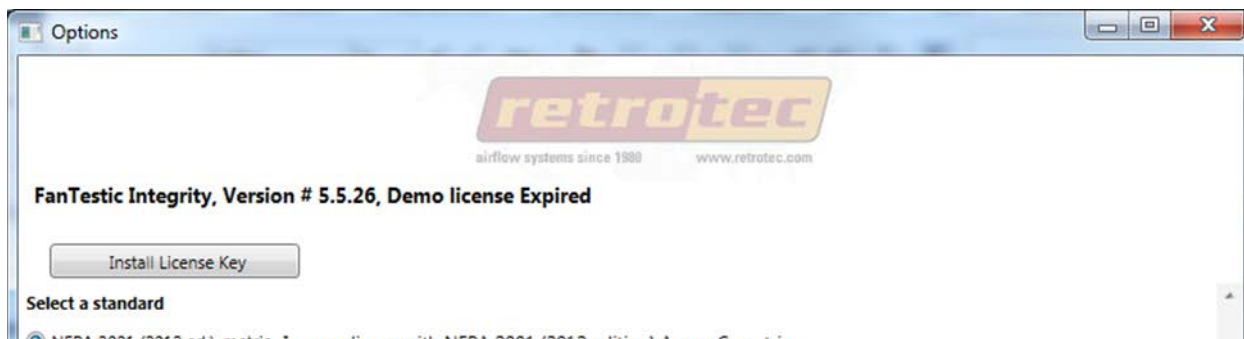 Options
retrotec
airflow systems since 1980 www.retrotec.com
FanTestic Integrity, Version # 5.5.26, Demo license Expired
Install License Key
Select a standard